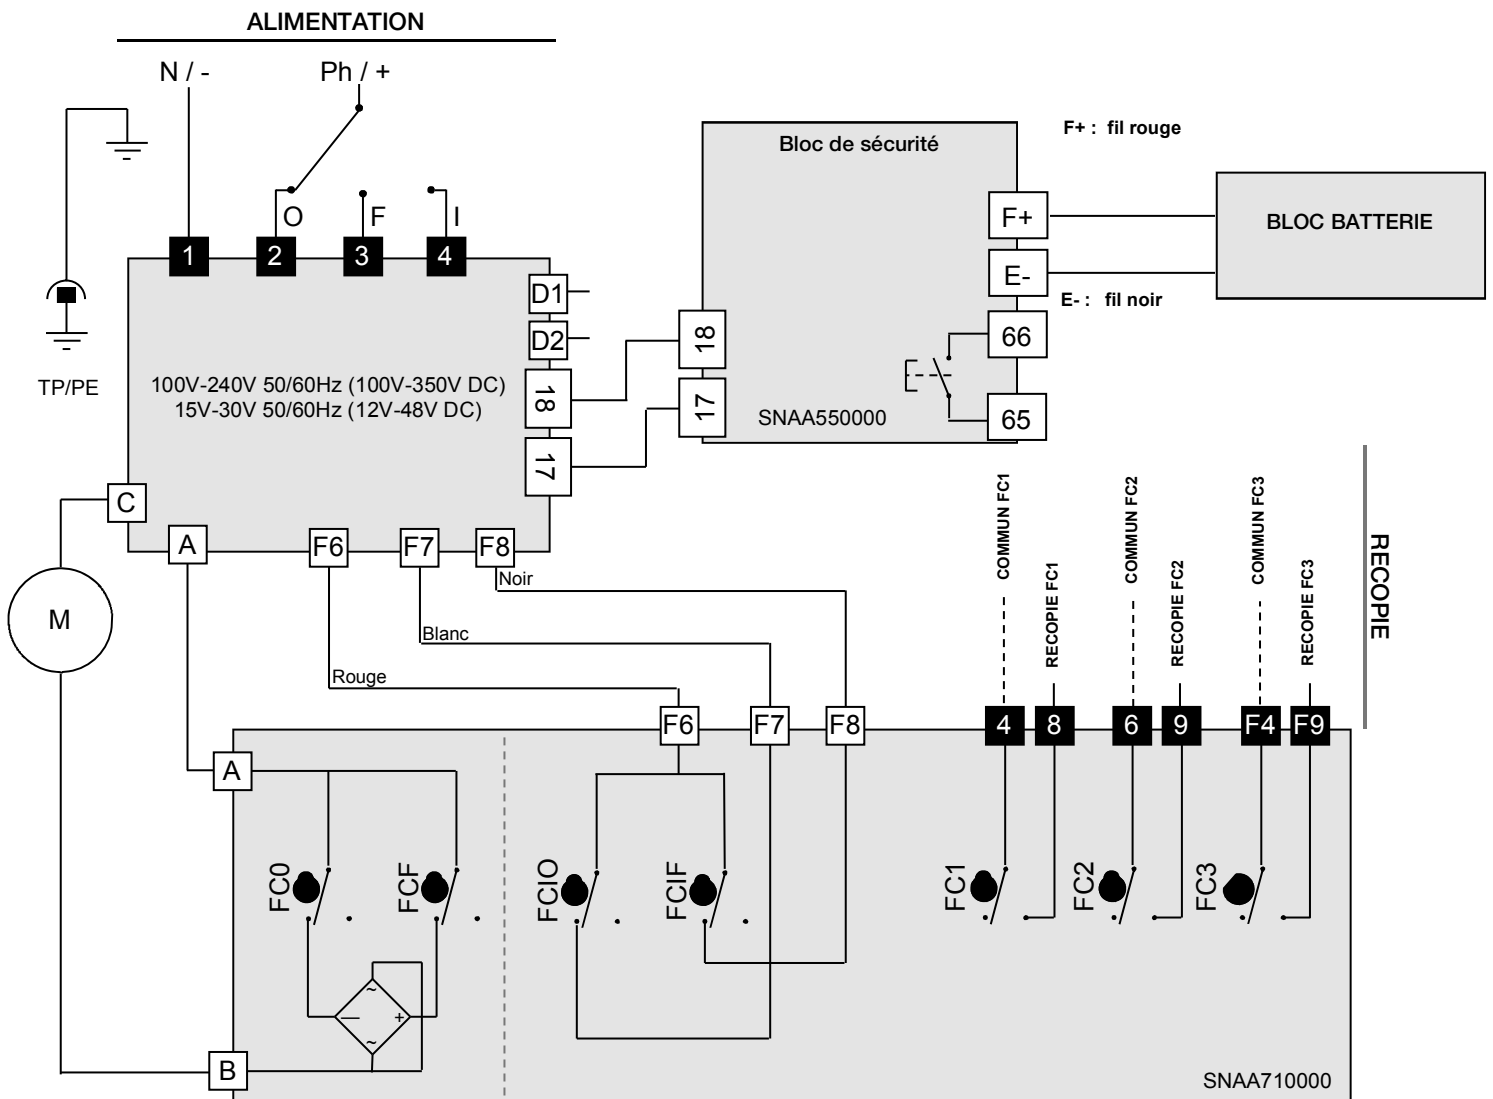 ALIMENTATION
N / -
Ph / +
F+ : fil rouge
Bloc de sécurité
O
F
I
F+
BLOC BATTERIE
1
2
3
4
E-
D1
E- : fil noir
D2
18
66
TP/PE
100V-240V 50/60Hz (100V-350V DC)
15V-30V 50/60Hz (12V-48V DC)
18
17
SNAA550000
65
17
C
A
F6
F7
F8
Noir
Blanc
Rouge
M
COMMUN FC1
RECOPIE FC1
COMMUN FC2
RECOPIE FC2
COMMUN FC3
RECOPIE FC3
RECOPIE
F6
F7
F8
4
8
6
9
F4
F9
A
FC0
FCF
FCIO
FCIF
FC1
FC2
FC3
~
—
+
~
B
SNAA710000